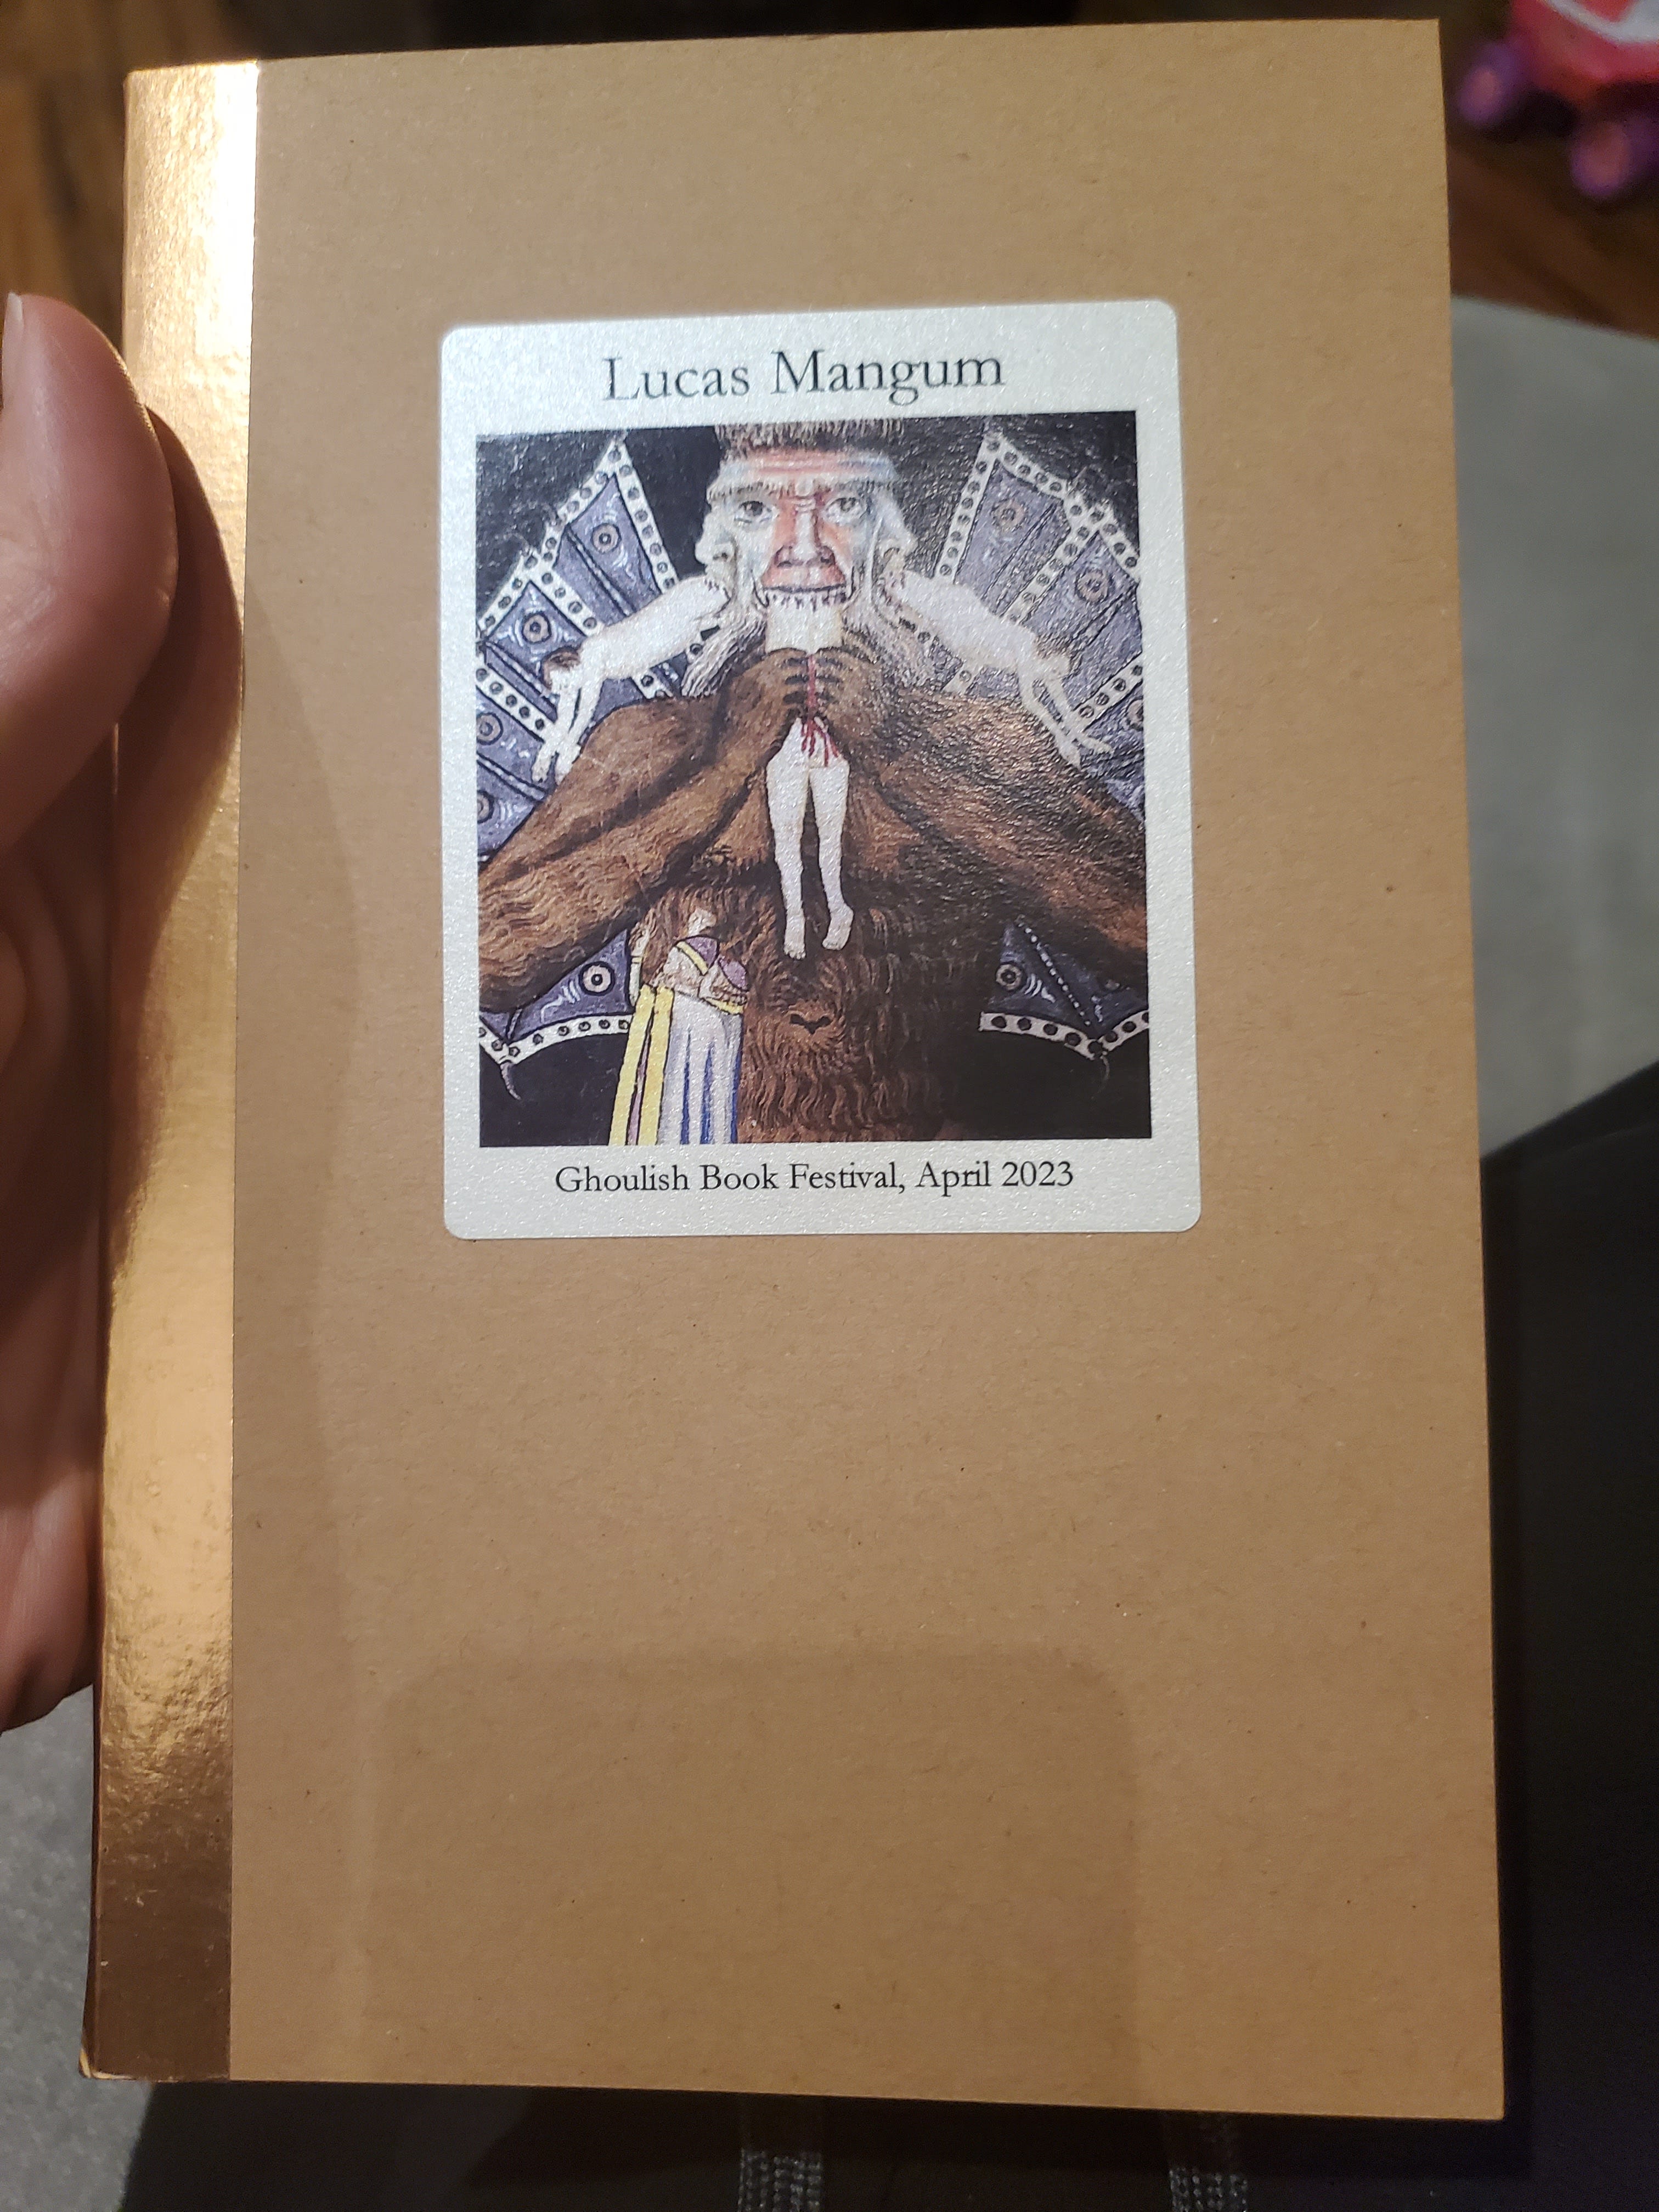 Lucas Mangum
Ghoulish Book Festival, April 2023